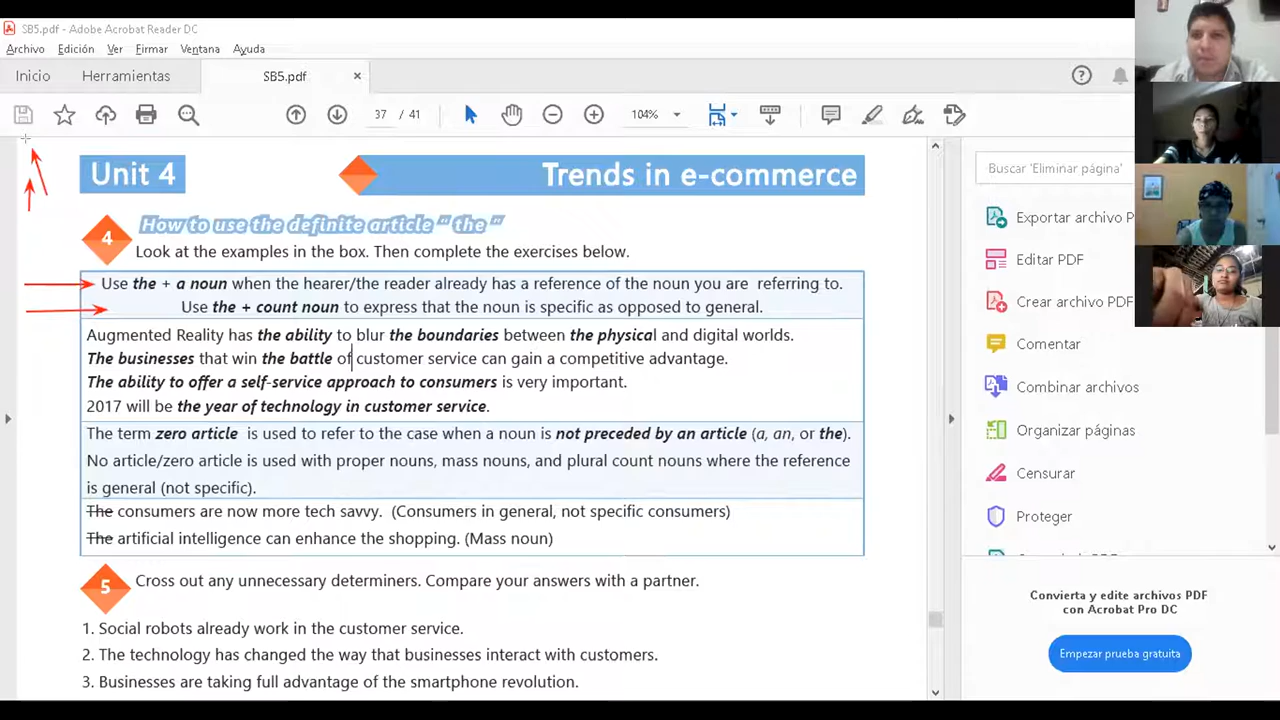 SB5.pdf - Adobe Acrobat Reader DC
Archivo Edición Ver Firmar Ventana Ayuda
Inicio Herramientas SB5.pdf ×
37 / 41 104%
Unit 4 Trends in e-commerce
4 How to use the definite article “ the “
Look at the examples in the box. Then complete the exercises below.
Use the + a noun when the hearer/the reader already has a reference of the noun you are referring to.
Use the + count noun to express that the noun is specific as opposed to general.
Augmented Reality has the ability to blur the boundaries between the physical and digital worlds.
The businesses that win the battle of customer service can gain a competitive advantage.
The ability to offer a self-service approach to consumers is very important.
2017 will be the year of technology in customer service.
The term zero article is used to refer to the case when a noun is not preceded by an article (a, an, or the).
No article/zero article is used with proper nouns, mass nouns, and plural count nouns where the reference
is general (not specific).
The consumers are now more tech savvy. (Consumers in general, not specific consumers)
The artificial intelligence can enhance the shopping. (Mass noun)
5 Cross out any unnecessary determiners. Compare your answers with a partner.
1. Social robots already work in the customer service.
2. The technology has changed the way that businesses interact with customers.
3. Businesses are taking full advantage of the smartphone revolution.
Buscar 'Eliminar página'
Exportar archivo P
Editar PDF
Crear archivo PDF
Comentar
Combinar archivos
Organizar páginas
Censurar
Proteger
Convierta y edite archivos PDF
con Acrobat Pro DC
Empezar prueba gratuita